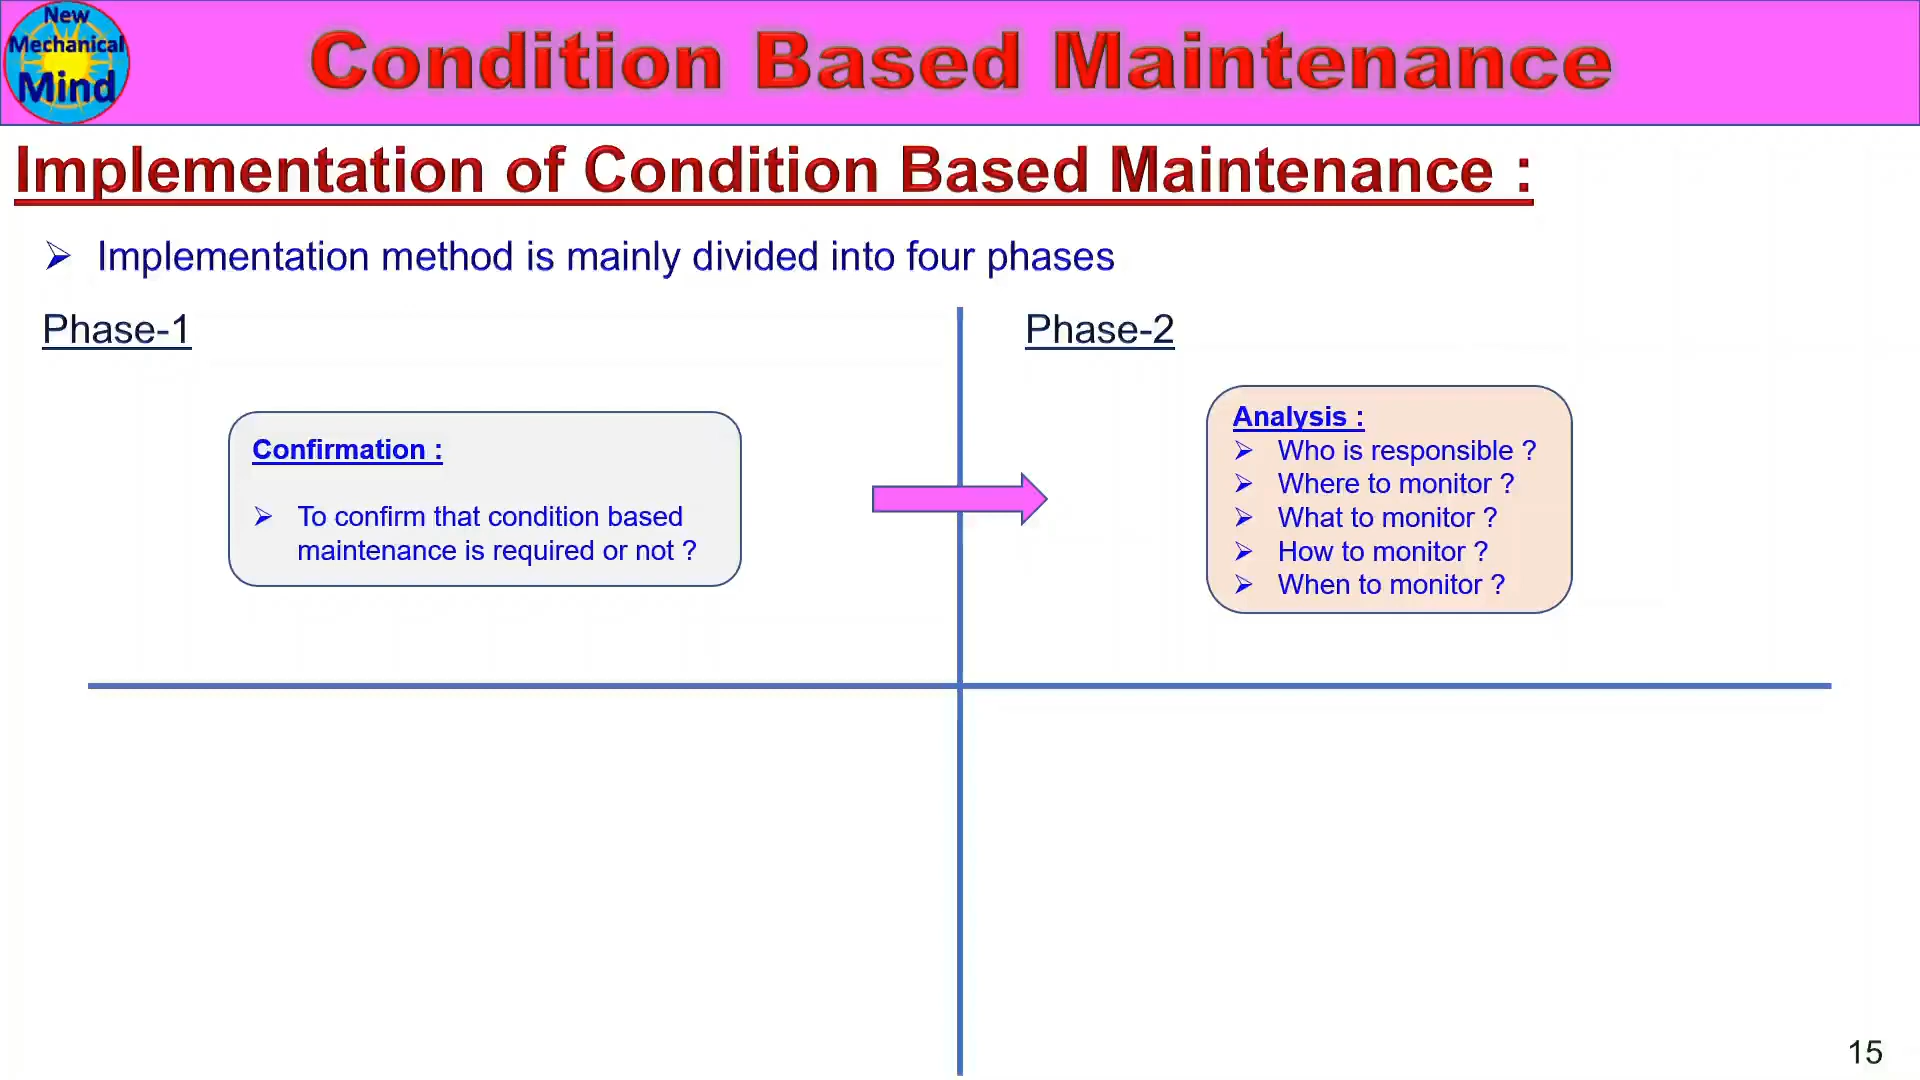 New
Mechanical
Mind
Condition Based Maintenance
Implementation of Condition Based Maintenance :
➢ Implementation method is mainly divided into four phases
Phase-1
Confirmation :
➢ To confirm that condition based
maintenance is required or not ?
Phase-2
Analysis :
➢ Who is responsible ?
➢ Where to monitor ?
➢ What to monitor ?
➢ How to monitor ?
➢ When to monitor ?
15